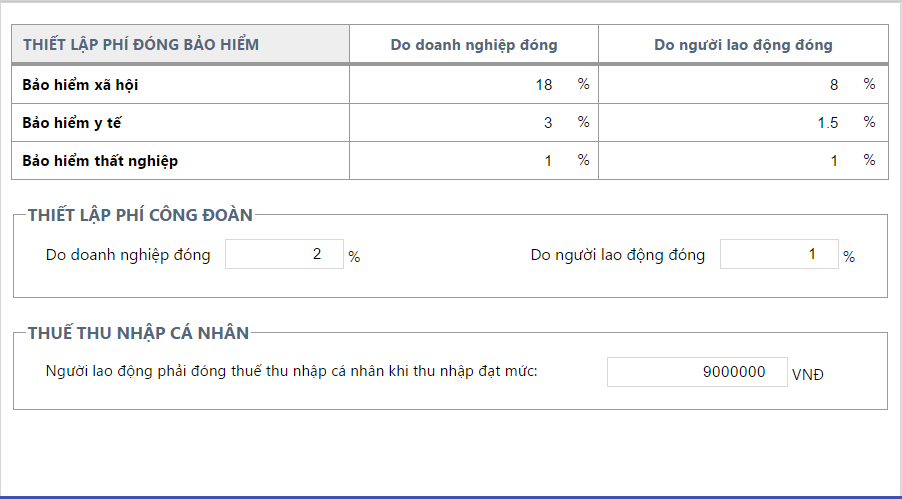 THIẾT LẬP PHÍ ĐÓNG BẢO HIỂM Do doanh nghiệp đóng Do người lao động đóng
Bảo hiểm xã hội 18 % 8 %
Bảo hiểm y tế 3 % 1.5 %
Bảo hiểm thất nghiệp 1 % 1 %
THIẾT LẬP PHÍ CÔNG ĐOÀN
Do doanh nghiệp đóng 2 % Do người lao động đóng 1 %
THUẾ THU NHẬP CÁ NHÂN
Người lao động phải đóng thuế thu nhập cá nhân khi thu nhập đạt mức: 9000000 VNĐ